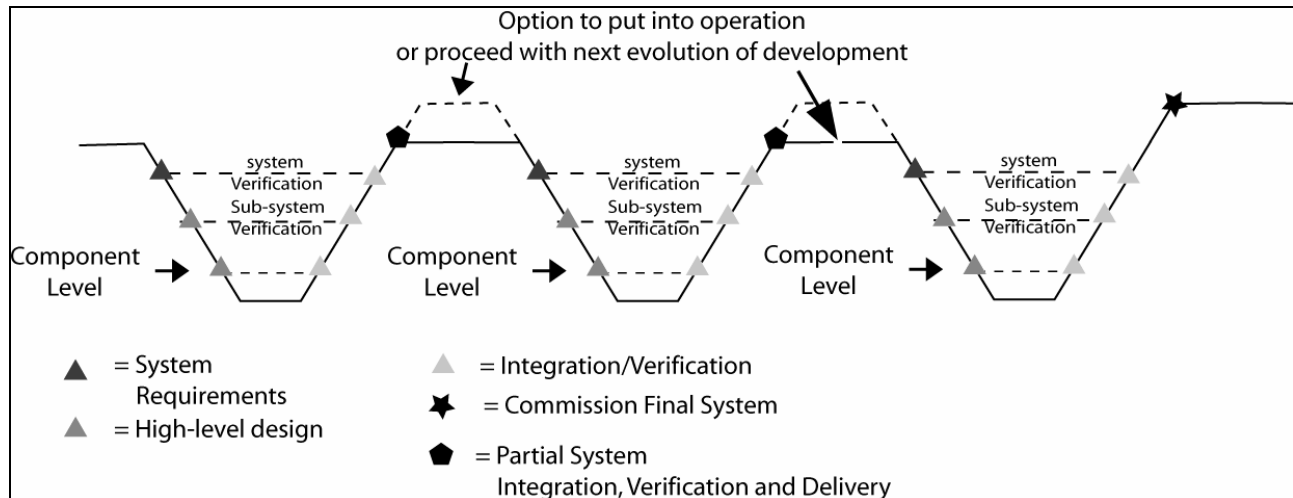 Option to put into operation
or proceed with next evolution of development
system
Verification
Sub-system
Verification
Component
Level
system
Verification
Sub-system
Verification
Component
Level
system
Verification
Sub-system
Verification
Component
Level
= System
Requirements
= High-level design
= Integration/Verification
= Commission Final System
= Partial System
Integration, Verification and Delivery